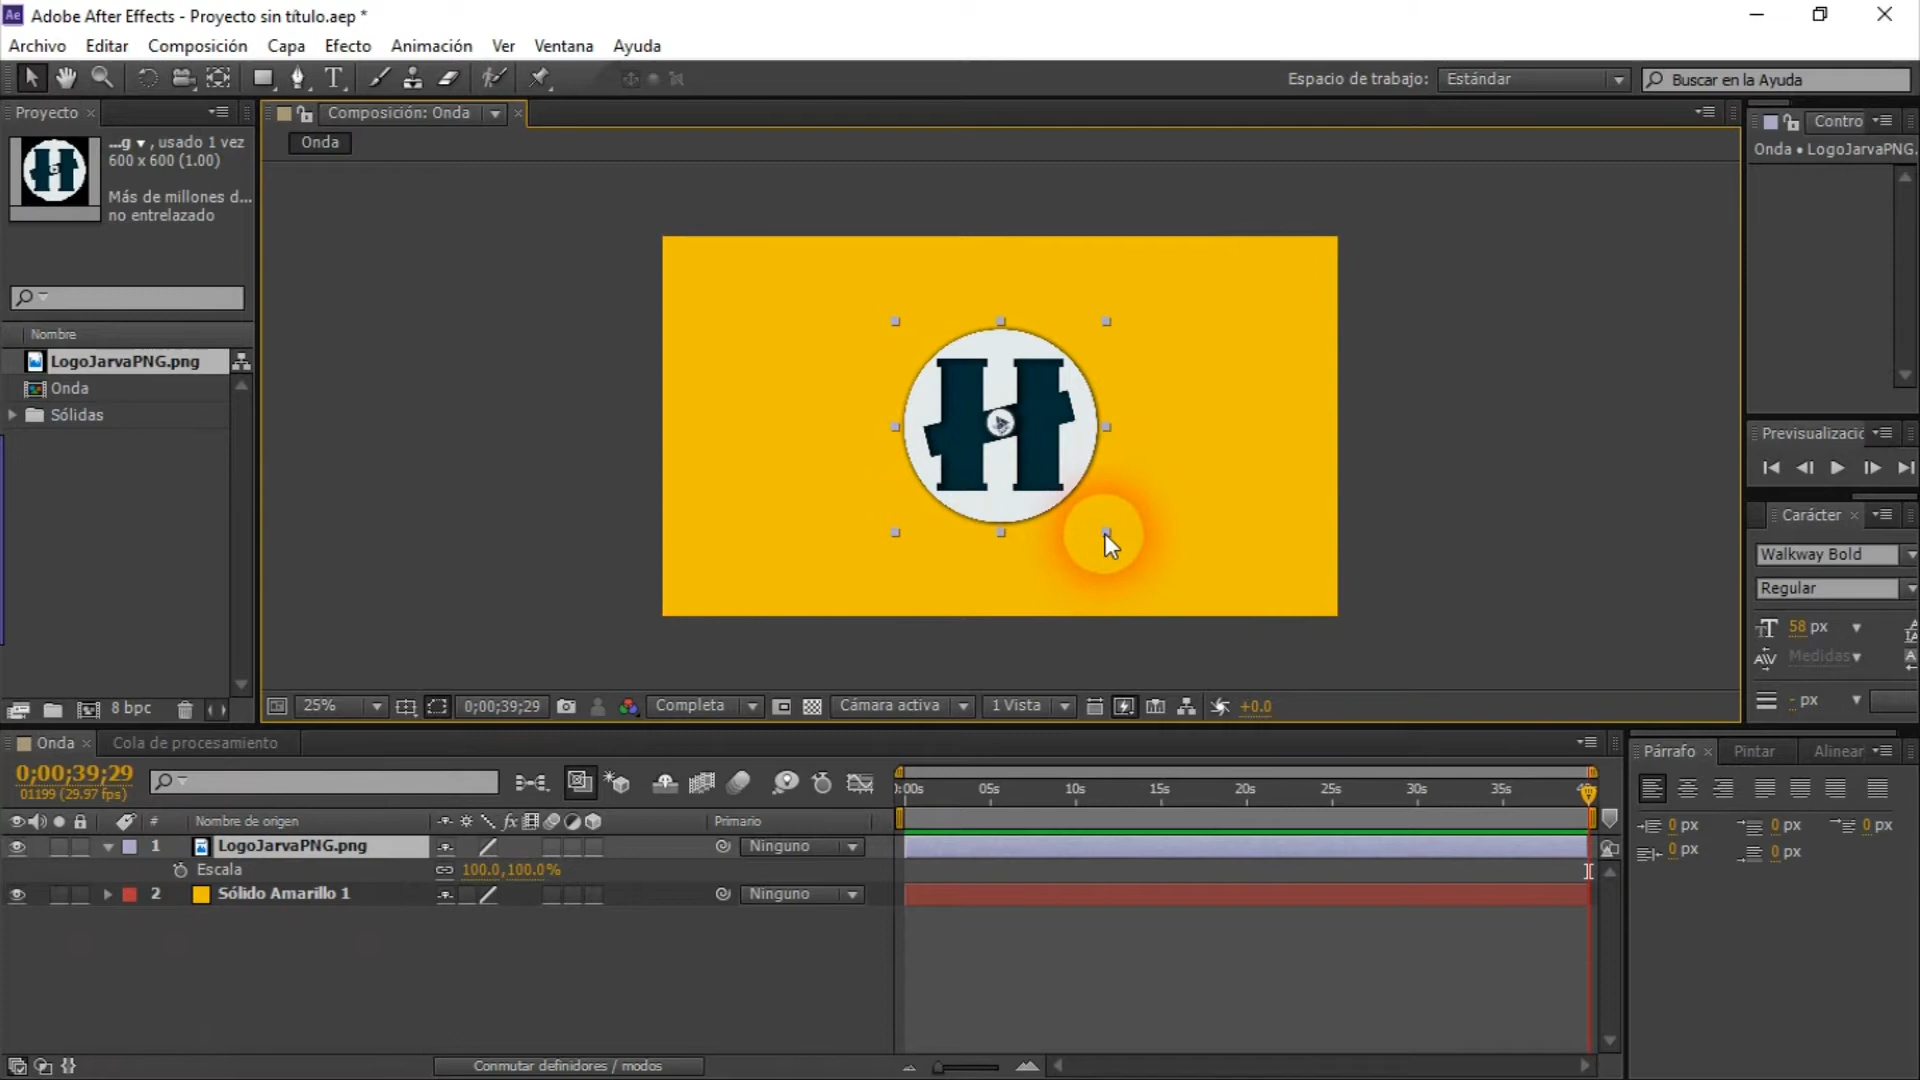 Adobe After Effects - Proyecto sin título.aep *
Archivo Editar Composición Capa Efecto Animación Ver Ventana Ayuda
Espacio de trabajo: Estándar Buscar en la Ayuda
Proyecto
...g , usado 1 vez
600 x 600 (1.00)
Más de millones d...
no entrelazado
Nombre
LogoJarvaPNG.png
Onda
Sólidas
8 bpc
Composición: Onda
Onda
H
25% 0;00;39;29 Completa Cámara activa 1 Vista +0.0
Contro
Onda • LogoJarvaPNG.
Previsualizació
Carácter
Walkway Bold
Regular
58 px
Medidas
- px
Onda Cola de procesamiento
0;00;39;29
01199 (29.97 fps)
# Nombre de origen fx Primario
1 LogoJarvaPNG.png Ninguno
Escala 100.0,100.0%
2 Sólido Amarillo 1 Ninguno
0:00s 05s 10s 15s 20s 25s 30s 35s
Conmutar definidores / modos
Párrafo Pintar Alinear
0 px 0 px 0 px
0 px 0 px